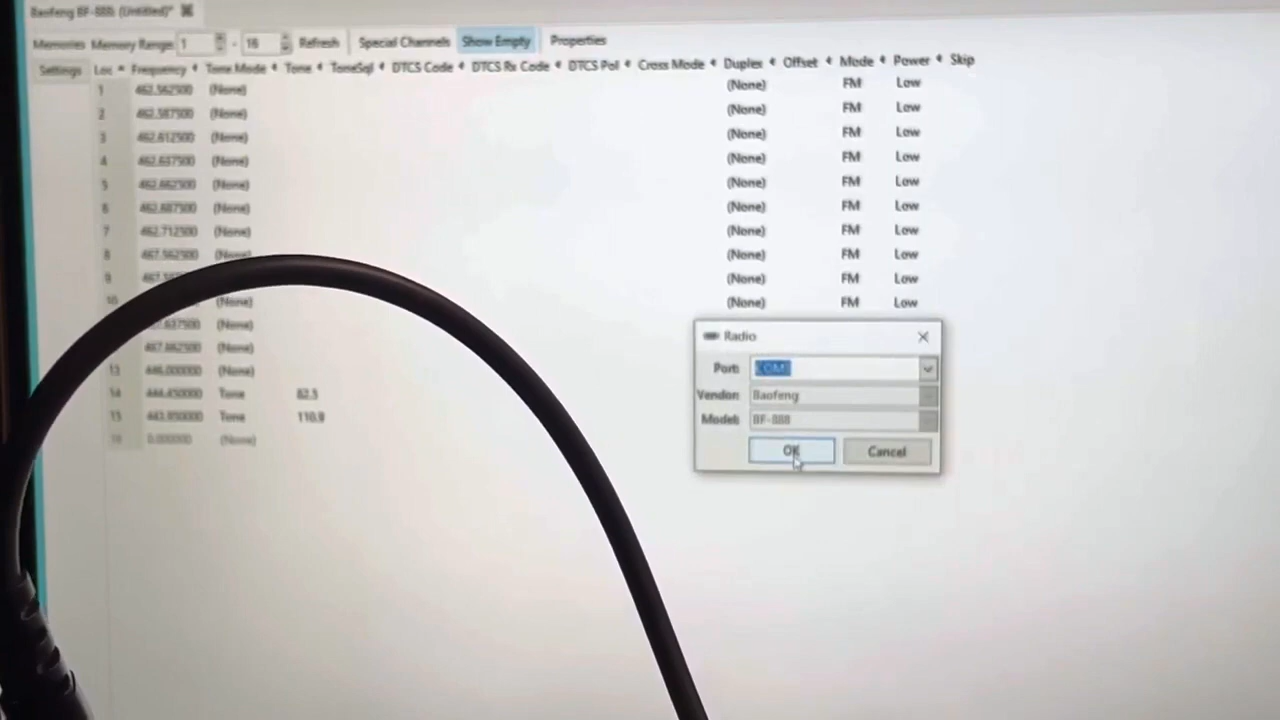 Baofeng BF-888: (Untitled)*
Memories Memory Range: 1 - 16 Refresh Special Channels Show Empty Properties
Settings Loc Frequency Tone Mode Tone ToneSql DTCS Code DTCS Rx Code DTCS Pol Cross Mode Duplex Offset Mode Power Skip
1 462.562500 (None) (None) FM Low
2 462.587500 (None) (None) FM Low
3 462.612500 (None) (None) FM Low
4 462.637500 (None) (None) FM Low
5 462.662500 (None) (None) FM Low
6 462.687500 (None) (None) FM Low
7 462.712500 (None) (None) FM Low
8 467.562500 (None) (None) FM Low
9 (None) (None) FM Low
10 (None) (None) FM Low
(None)
467.662500 (None)
13 446.000000 (None)
14 Tone 82.5
15 Tone 110.9
16 0.000000 (None)
Radio
Port:
Vendor: Baofeng
Model: BF-888
OK Cancel